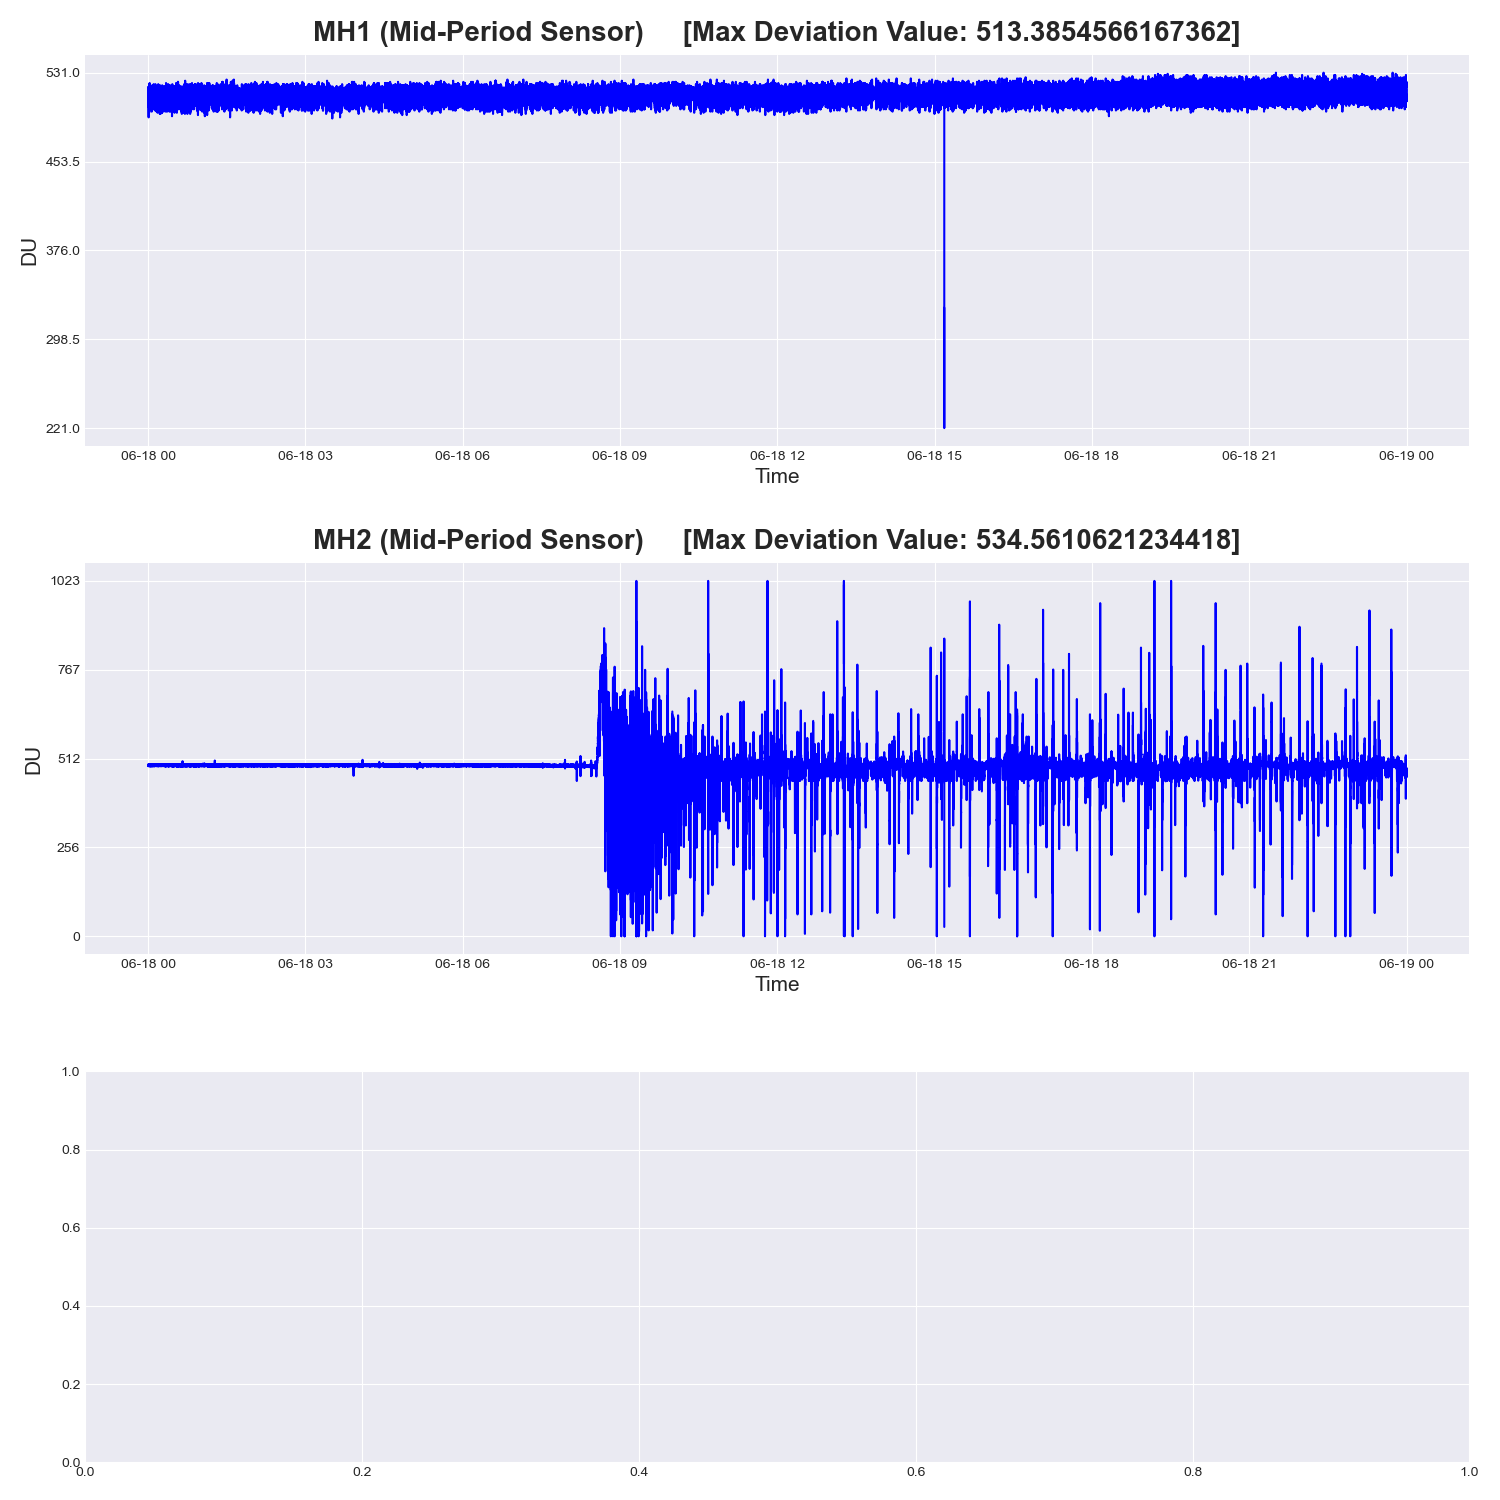 MH1 (Mid-Period Sensor) [Max Deviation Value: 513.3854566167362]
531.0
453.5
376.0
298.5
221.0
DU
06-18 00 06-18 03 06-18 06 06-18 09 06-18 12 06-18 15 06-18 18 06-18 21 06-19 00
Time
MH2 (Mid-Period Sensor) [Max Deviation Value: 534.5610621234418]
1023
767
512
256
0
DU
06-18 00 06-18 03 06-18 06 06-18 09 06-18 12 06-18 15 06-18 18 06-18 21 06-19 00
Time
1.0
0.8
0.6
0.4
0.2
0.0
0.0 0.2 0.4 0.6 0.8 1.0